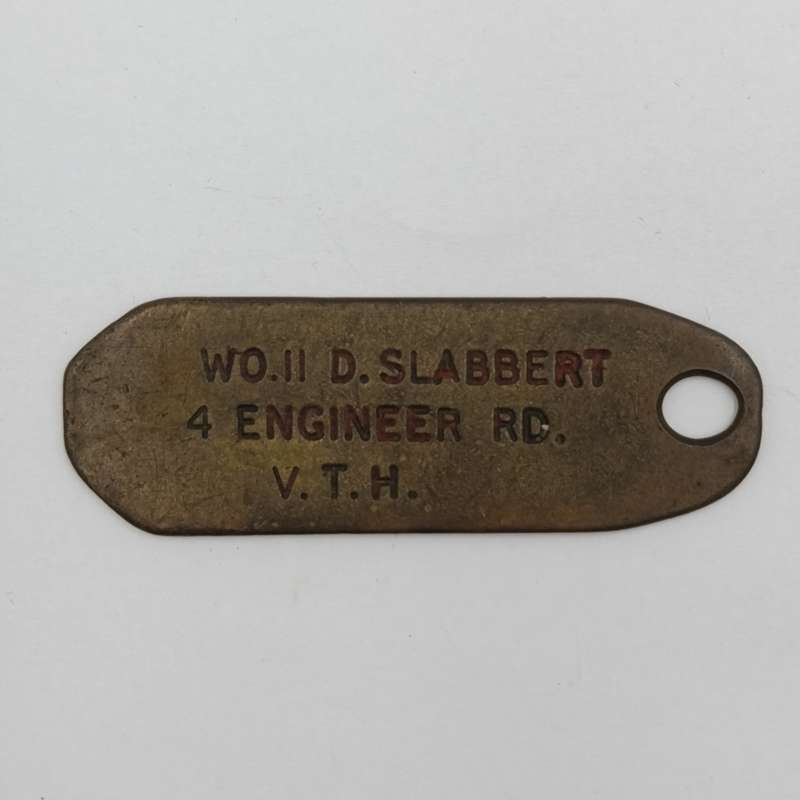 WO.II D. SLABBERT
4 ENGINEER RD.
V.T.H.